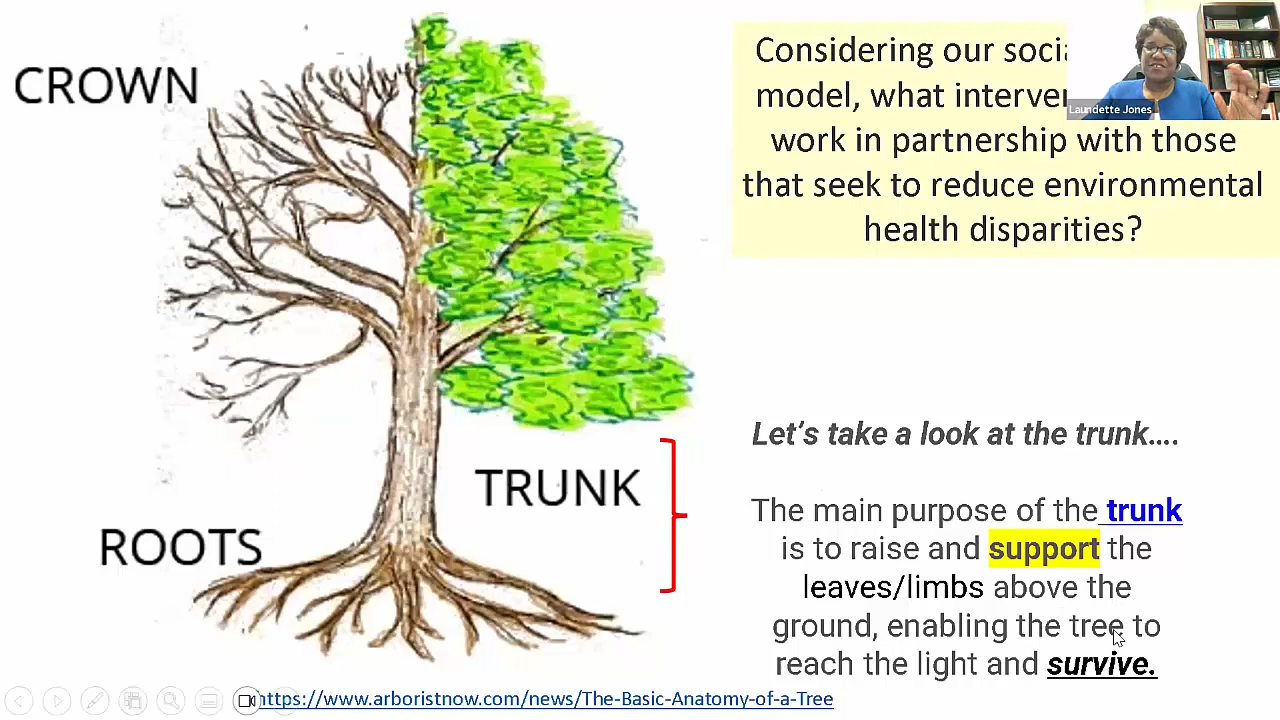 CROWN
Considering our socia
model, what interven
work in partnership with those
that seek to reduce environmental
health disparities?
Laundette Jones
Let's take a look at the trunk....
TRUNK
ROOTS
The main purpose of the trunk
is to raise and support the
leaves/limbs above the
ground, enabling the tree to
reach the light and survive.
https://www.arboristnow.com/news/The-Basic-Anatomy-of-a-Tree